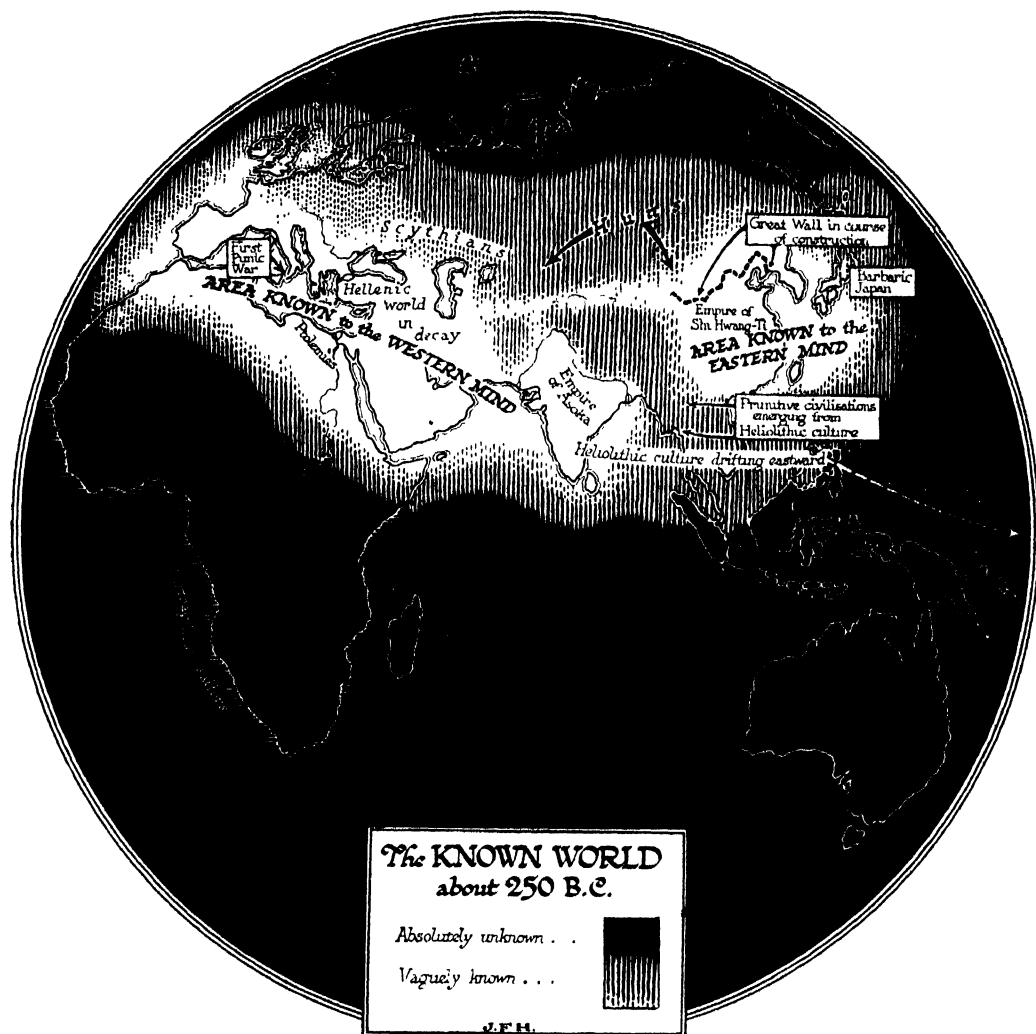 Scythians
Huns
Great Wall in course
of construction
First
Punic
War
Hellenic
world
in
decay
Barbaric
Japan
AREA KNOWN to the WESTERN MIND
Ptolemies
Empire of
Shi Hwang-Ti
AREA KNOWN to the
EASTERN MIND
Empire
of Asoka
Primitive civilisations
emerging from
Heliolithic culture
Heliolithic culture drifting eastward
The KNOWN WORLD
about 250 B.C.
Absolutely unknown . .
Vaguely known . . .
J.F.H.